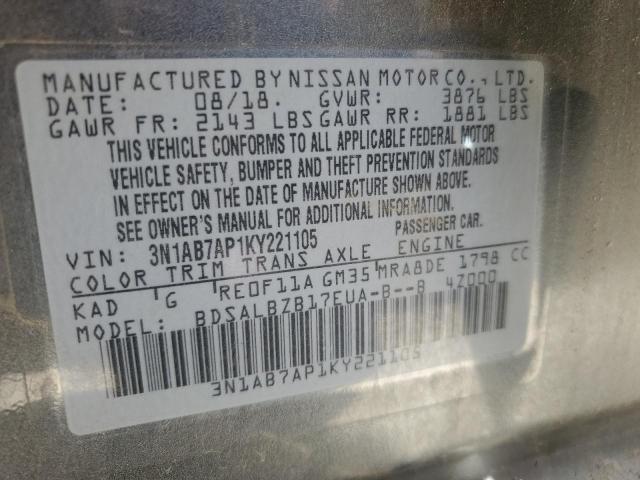 MANUFACTURED BY NISSAN MOTOR CO., LTD.
DATE: 08/18. GVWR: 3876 LBS
GAWR FR: 2143 LBS GAWR RR: 1881 LBS
THIS VEHICLE CONFORMS TO ALL APPLICABLE FEDERAL MOTOR
VEHICLE SAFETY, BUMPER AND THEFT PREVENTION STANDARDS
IN EFFECT ON THE DATE OF MANUFACTURE SHOWN ABOVE.
SEE OWNER'S MANUAL FOR ADDITIONAL INFORMATION.
VIN: 3N1AB7AP1KY221105 PASSENGER CAR.
COLOR TRIM TRANS AXLE ENGINE
KAD G RE0F11A GM35 MRA8DE 1798 CC
MODEL: BDSALBZB17EUA-B--B 4Z000
3N1AB7AP1KY221105